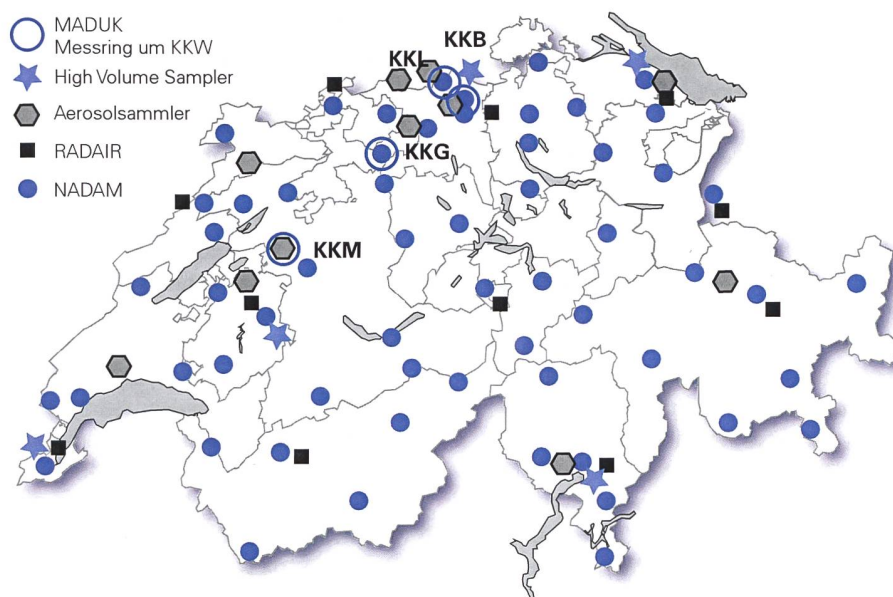 MADUK
Messring um KKW
High Volume Sampler
Aerosolsammler
RADAIR
NADAM
KKL
KKB
KKG
KKM